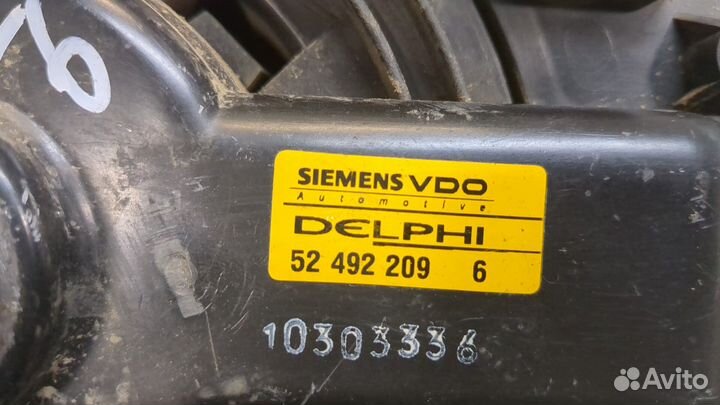 SIEMENS VDO
Automotive
DELPHI
52 492 209 6
10303336
Avito